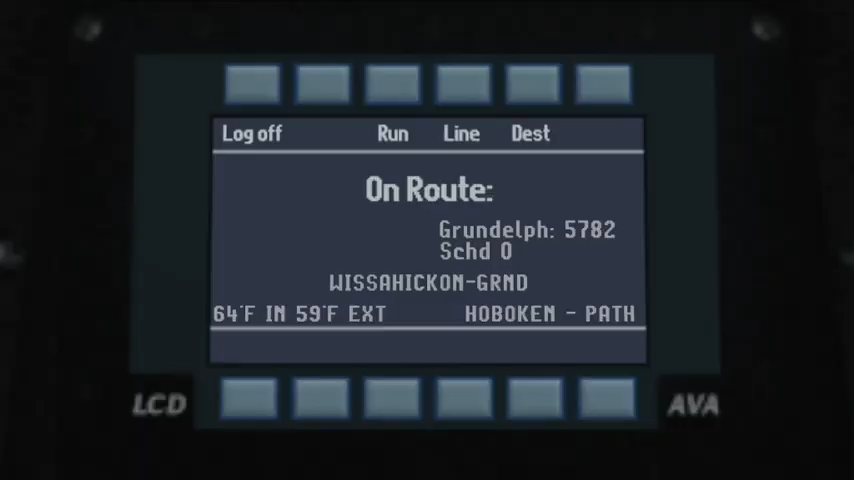 Log off Run Line Dest
On Route:
Grundelph: 5782
Schd 0
WISSAHICKON-GRND
64°F IN 59°F EXT HOBOKEN - PATH
LCD AVA